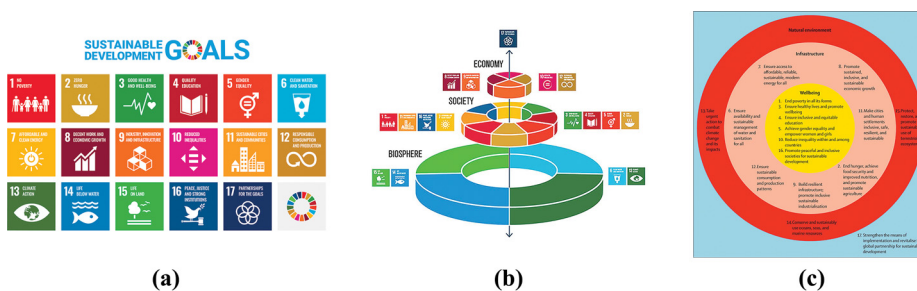 SUSTAINABLE
DEVELOPMENT
GOALS
1 NO
POVERTY
2 ZERO
HUNGER
3 GOOD HEALTH
AND WELL-BEING
4 QUALITY
EDUCATION
5 GENDER
EQUALITY
6 CLEAN WATER
AND SANITATION
7 AFFORDABLE AND
CLEAN ENERGY
8 DECENT WORK AND
ECONOMIC GROWTH
9 INDUSTRY, INNOVATION
AND INFRASTRUCTURE
10 REDUCED
INEQUALITIES
11 SUSTAINABLE CITIES
AND COMMUNITIES
12 RESPONSIBLE
CONSUMPTION
AND PRODUCTION
13 CLIMATE
ACTION
14 LIFE
BELOW WATER
15 LIFE
ON LAND
16 PEACE, JUSTICE
AND STRONG
INSTITUTIONS
17 PARTNERSHIPS
FOR THE GOALS
(a)
ECONOMY
SOCIETY
BIOSPHERE
(b)
Natural environment
Infrastructure
7. Ensure access to
affordable, reliable,
sustainable, modern
energy for all
8. Promote
sustained,
inclusive, and
sustainable
economic growth
Wellbeing
1. End poverty in all its forms
3. Ensure healthy lives and promote
wellbeing
4. Ensure inclusive and equitable
education
5. Achieve gender equality and
empower women and girls
10. Reduce inequality within and among
countries
16. Promote peaceful and inclusive
societies for sustainable
development
13. Take
urgent action to
combat
climate
change and
its impacts
6. Ensure
availability and
sustainable
management of
water and
sanitation
for all
11. Make cities
and human
settlements
inclusive, safe,
resilient, and
sustainable
12. Ensure
sustainable
consumption
and production
patterns
2. End hunger, achieve
food security and
improved nutrition,
and promote
sustainable
agriculture
9. Build resilient
infrastructure,
promote inclusive
sustainable
industrialisation
14. Conserve and sustainably
use oceans, seas, and
marine resources
17. Strengthen the means of
implementation and revitalise
global partnership for sustainable
development
(c)